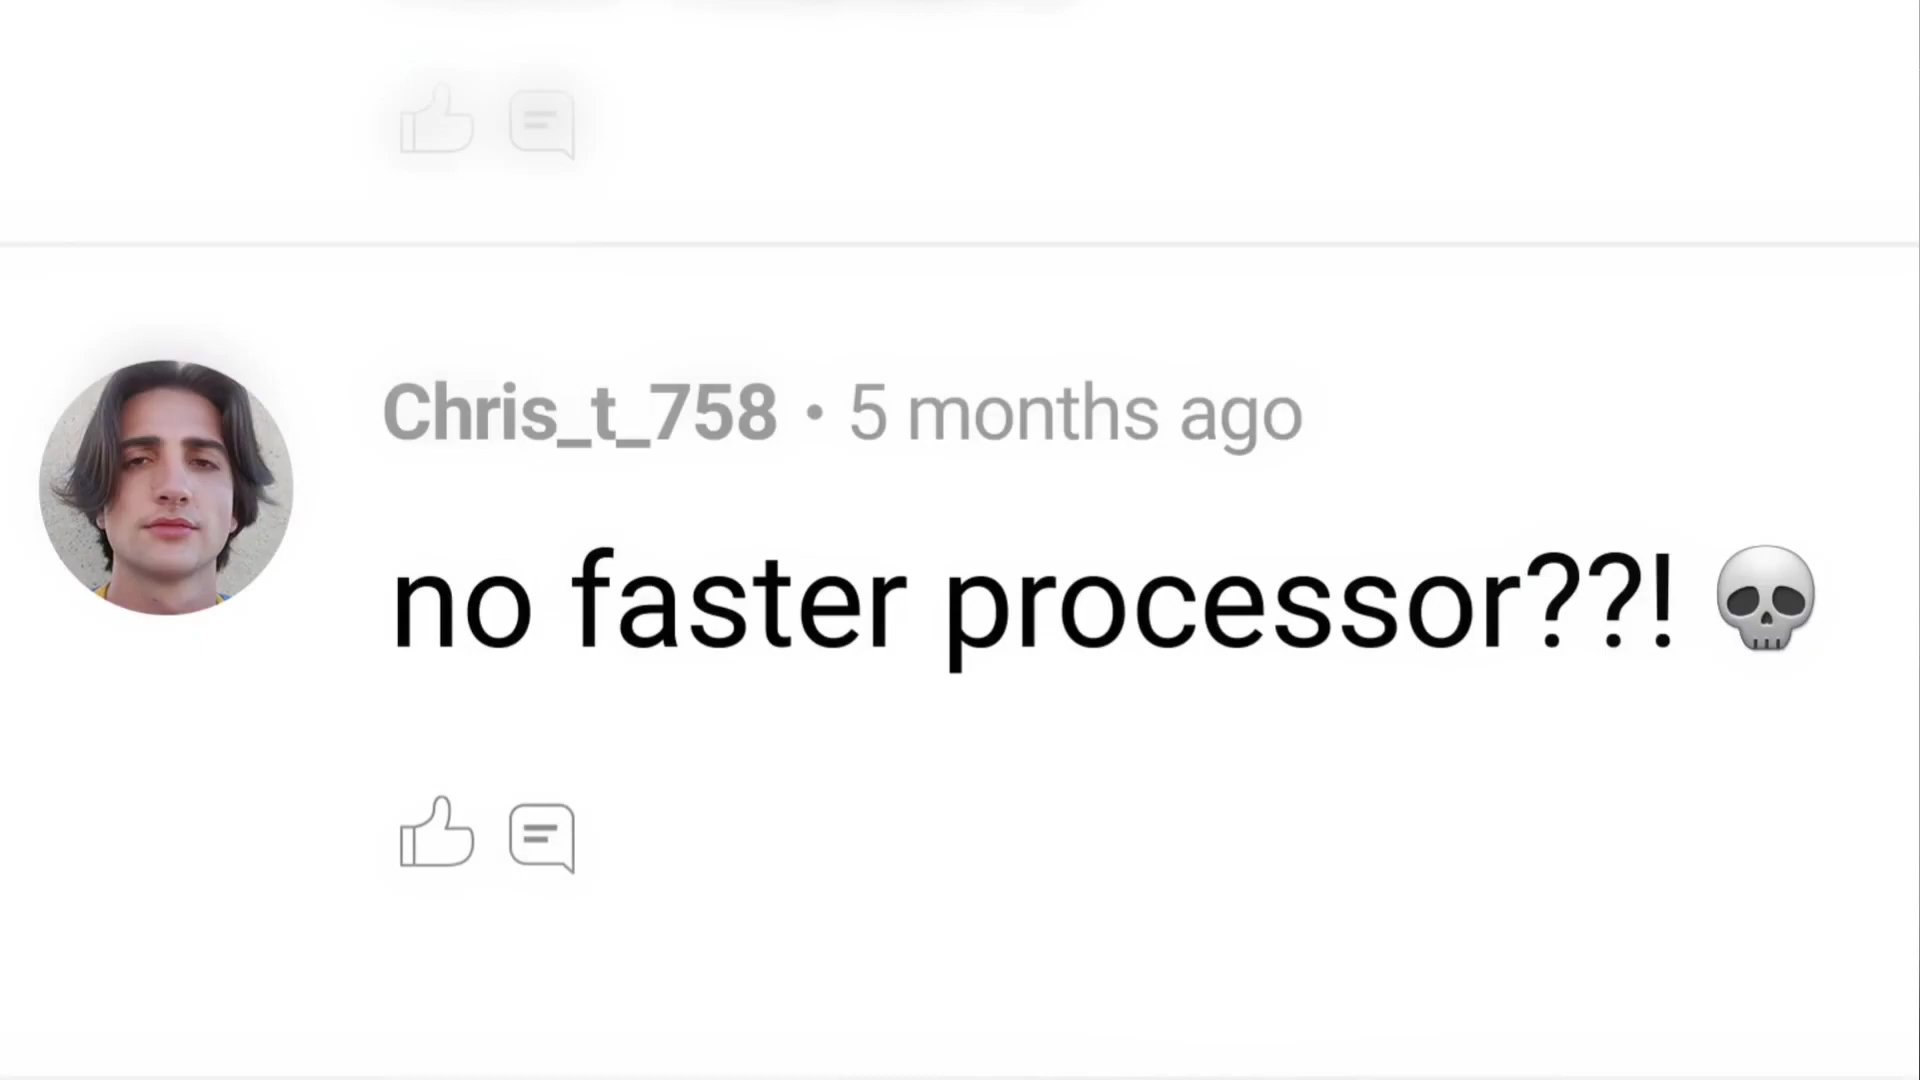 Chris_t_758 • 5 months ago
no faster processor??! 💀